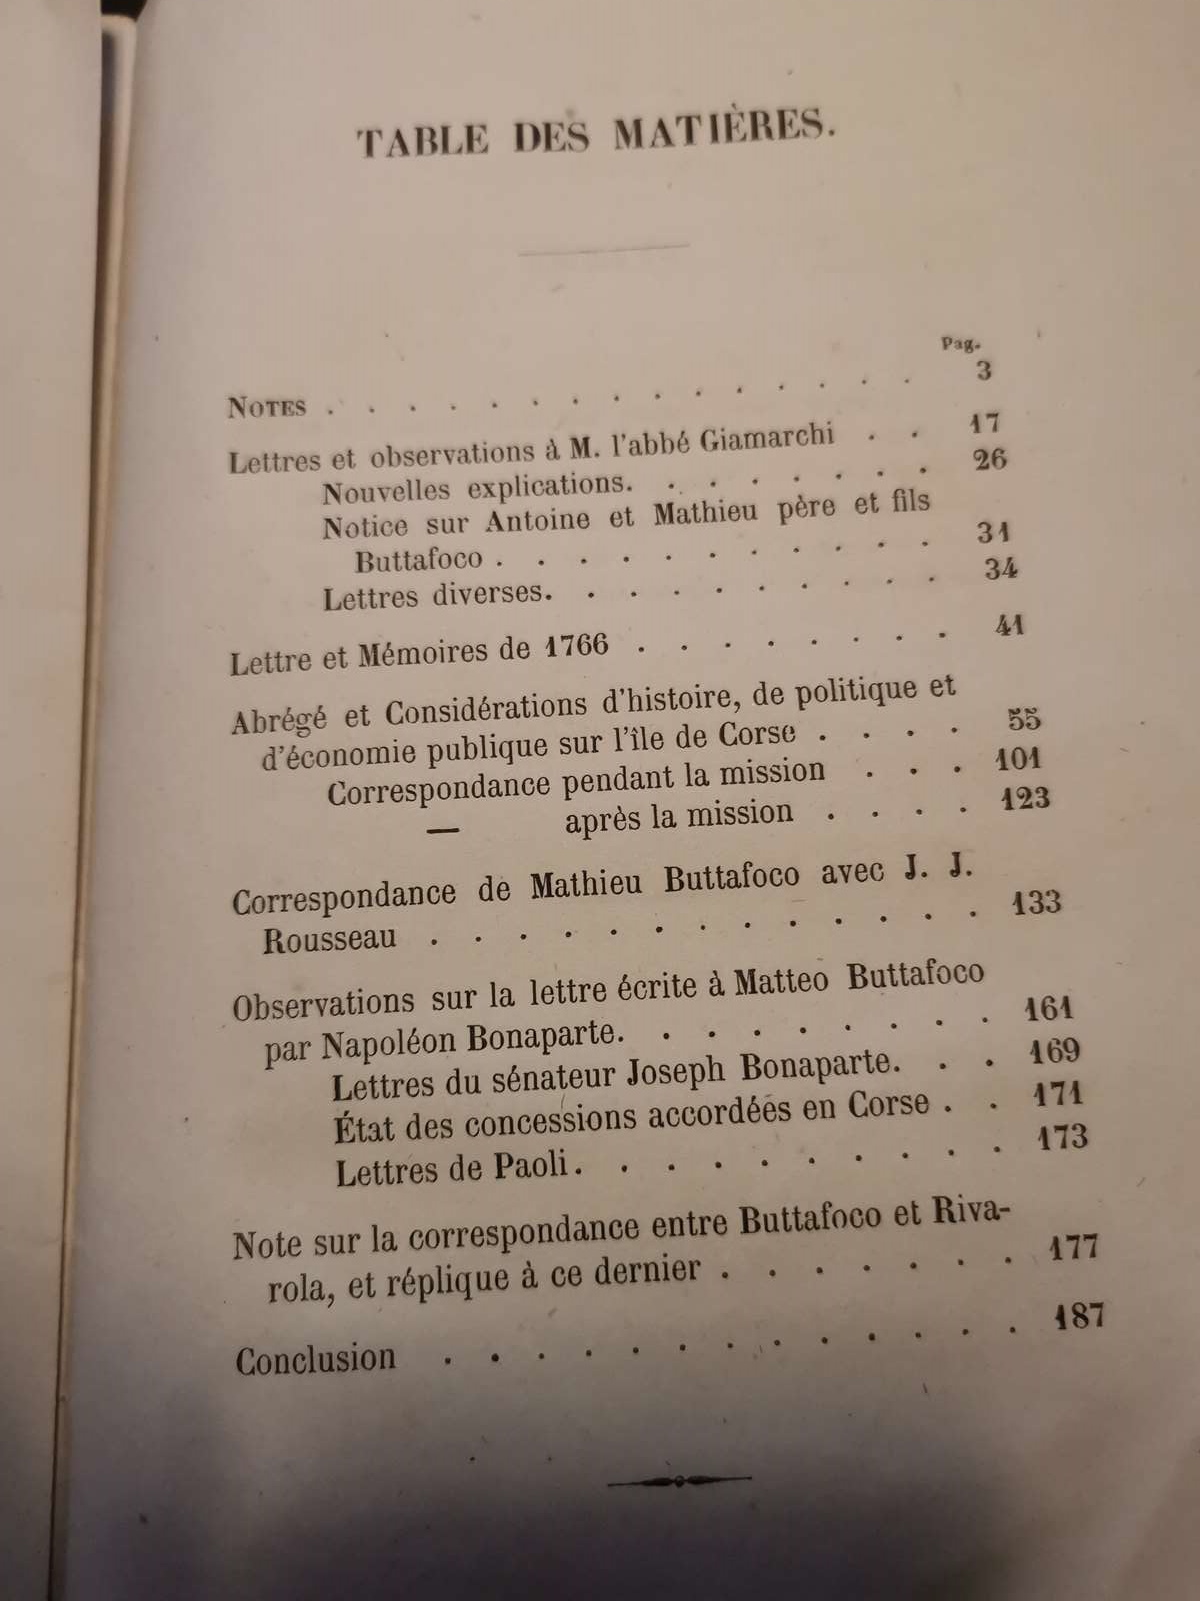 TABLE DES MATIÈRES.
Pag.
NOTES . . . . . . . . . . . . . . . 3
Lettres et observations à M. l'abbé Giamarchi . . 17
Nouvelles explications. . . . . . . . 26
Notice sur Antoine et Mathieu père et fils
Buttafoco . . . . . . . . . . . 31
Lettres diverses. . . . . . . . . . 34
Lettre et Mémoires de 1766 . . . . . . . . 41
Abrégé et Considérations d'histoire, de politique et
d'économie publique sur l'île de Corse . . . . 55
Correspondance pendant la mission . . . 101
— après la mission . . . . 123
Correspondance de Mathieu Buttafoco avec J. J.
Rousseau . . . . . . . . . . . . . 133
Observations sur la lettre écrite à Matteo Buttafoco
par Napoléon Bonaparte. . . . . . . . . 161
Lettres du sénateur Joseph Bonaparte. . . 169
État des concessions accordées en Corse . . 171
Lettres de Paoli. . . . . . . . . . 173
Note sur la correspondance entre Buttafoco et Riva-
rola, et réplique à ce dernier . . . . . . . 177
Conclusion . . . . . . . . . . . . . 187